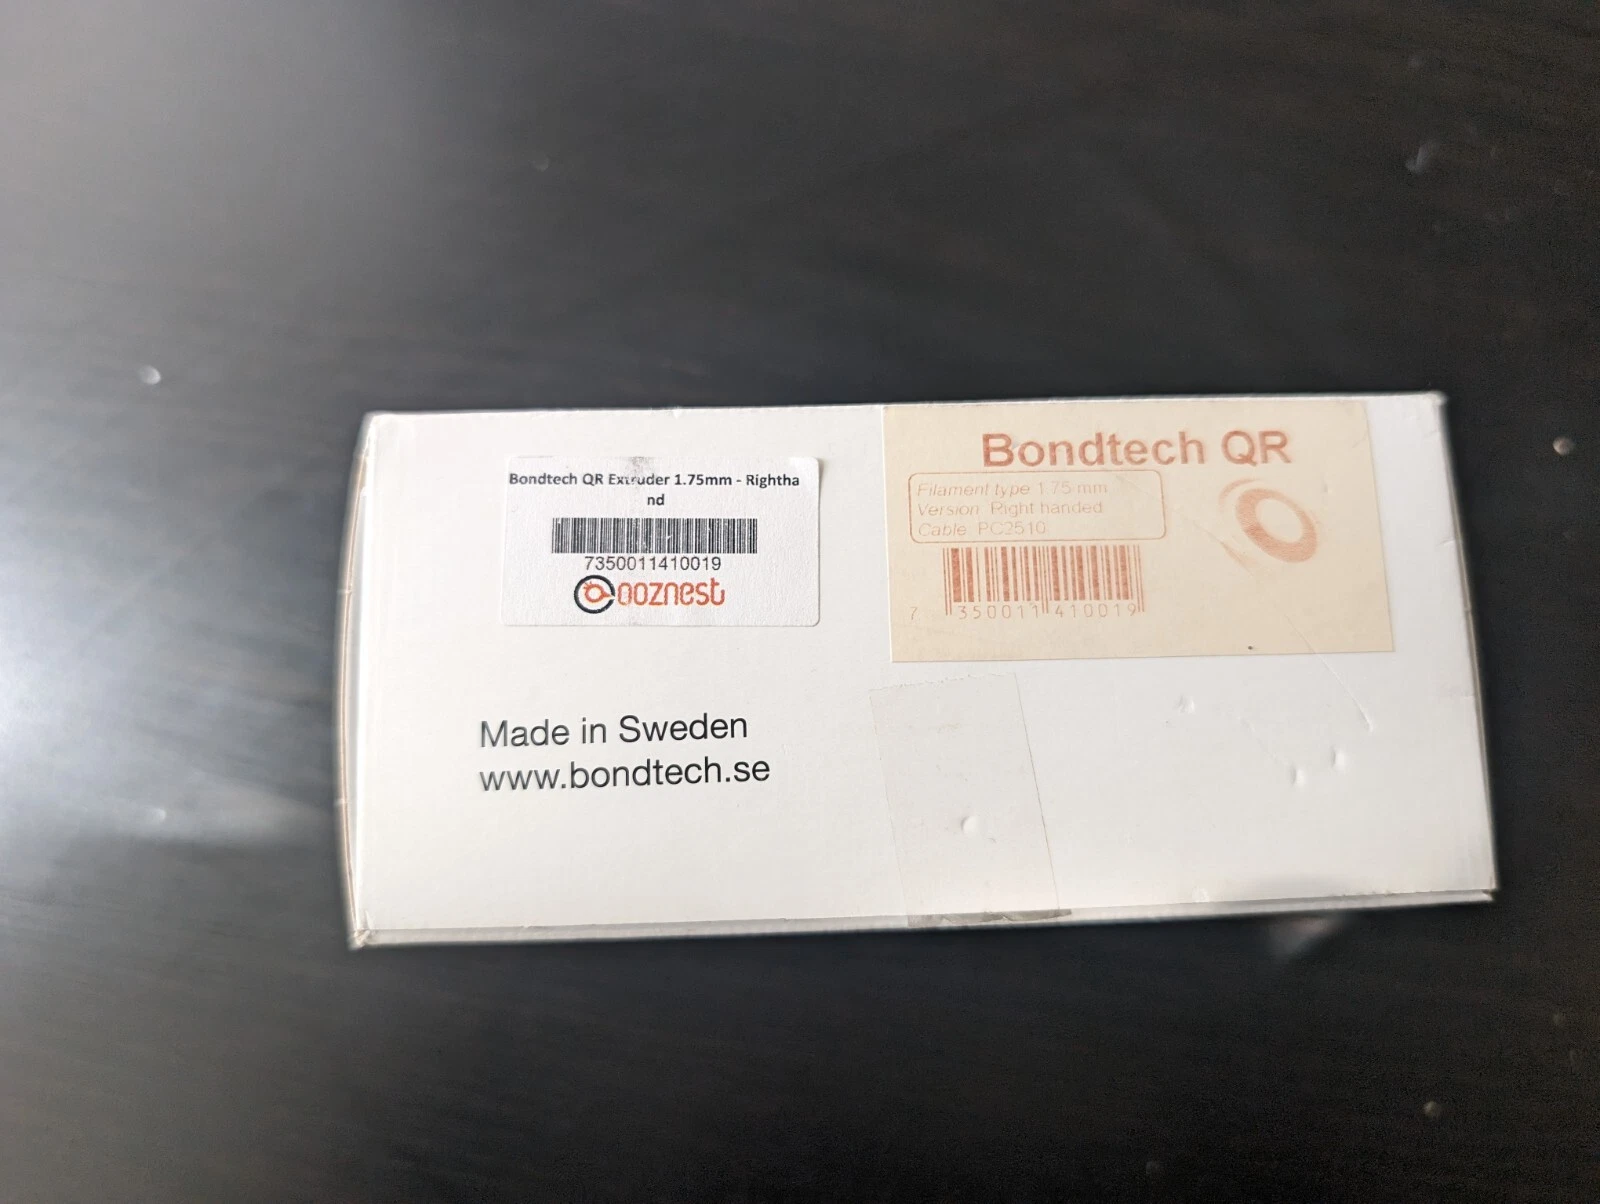 Bondtech QR Extruder 1.75mm - Rightha
nd
7350011410019
ooznest
Made in Sweden
www.bondtech.se
Bondtech QR
Filament type 1.75 mm
Version Right handed
Cable PC2510
7 350011 410019